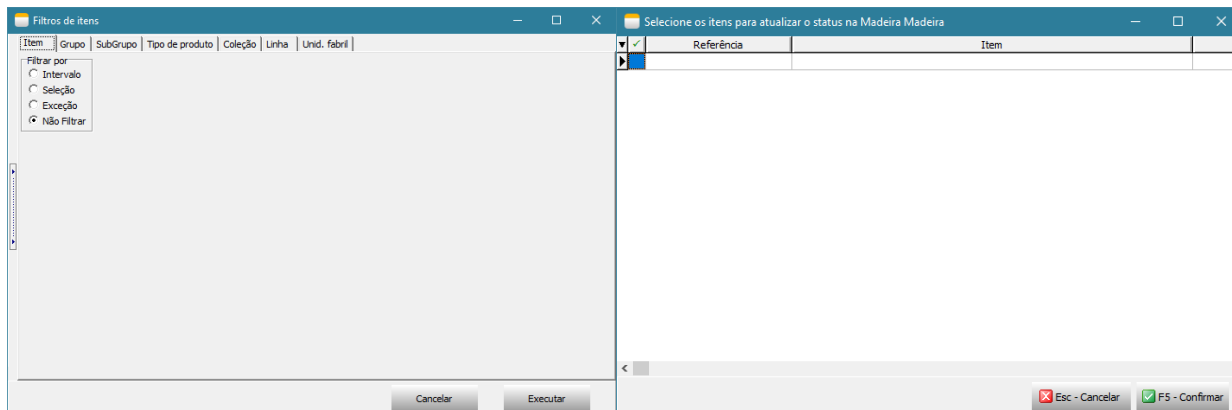 Filtros de itens
Item Grupo SubGrupo Tipo de produto Coleção Linha Unid. fabril
Filtrar por
Intervalo
Seleção
Exceção
Não Filtrar
Cancelar Executar
Selecione os itens para atualizar o status na Madeira Madeira
Referência Item
Esc - Cancelar F5 - Confirmar